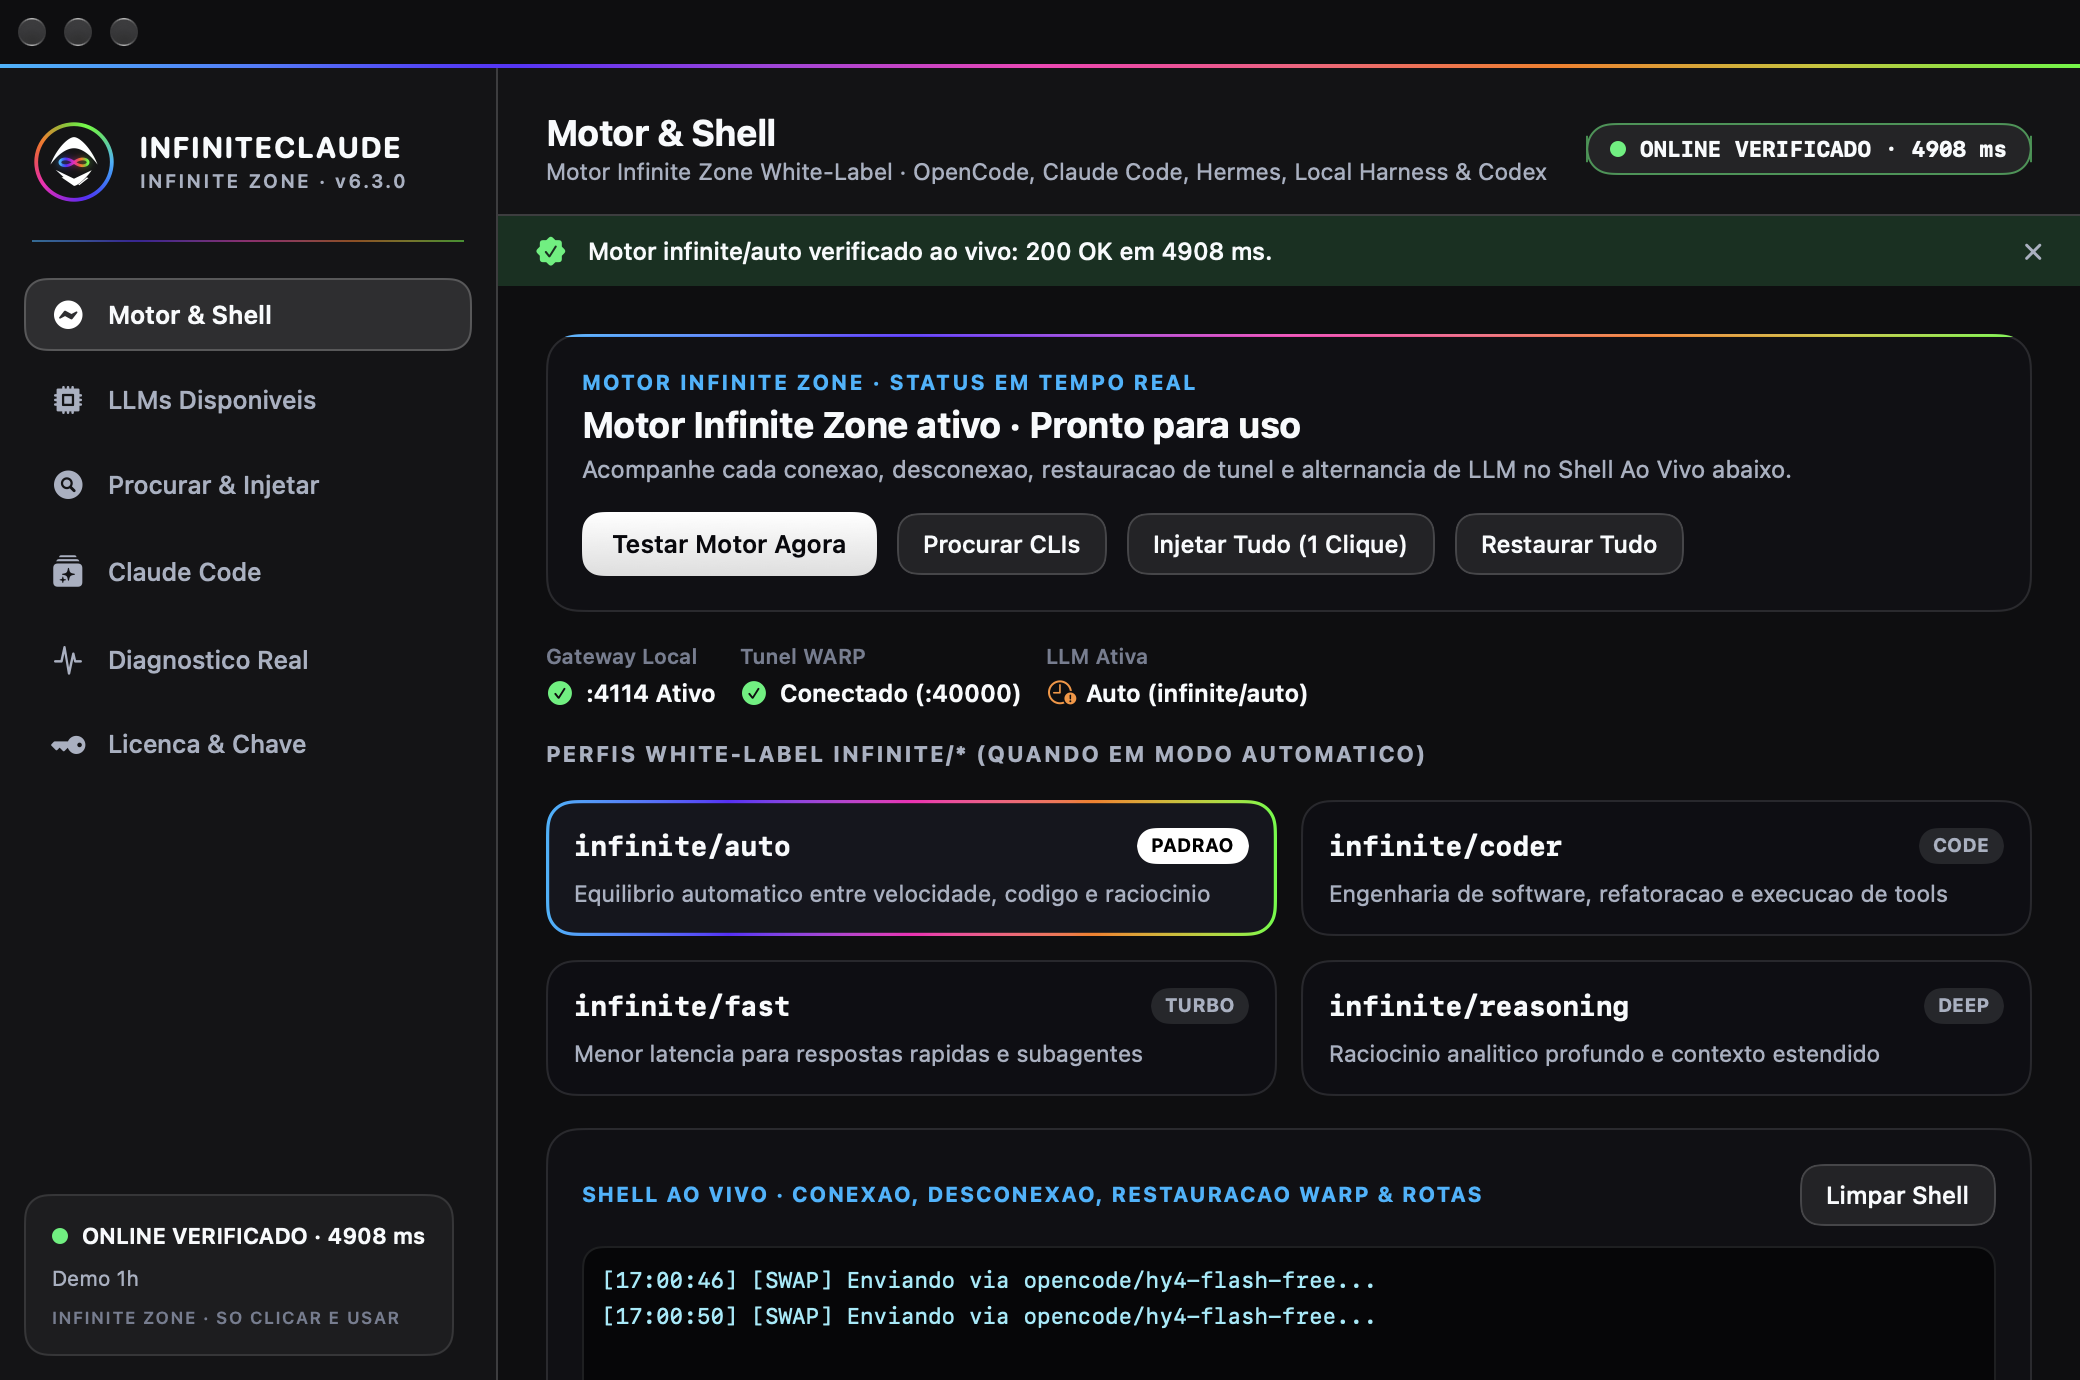 INFINITECLAUDE
INFINITE ZONE · v6.3.0
Motor & Shell
LLMs Disponiveis
Procurar & Injetar
Claude Code
Diagnostico Real
Licenca & Chave
ONLINE VERIFICADO · 4908 ms
Demo 1h
INFINITE ZONE · SO CLICAR E USAR
Motor & Shell
Motor Infinite Zone White-Label · OpenCode, Claude Code, Hermes, Local Harness & Codex
ONLINE VERIFICADO · 4908 ms
Motor infinite/auto verificado ao vivo: 200 OK em 4908 ms.
MOTOR INFINITE ZONE · STATUS EM TEMPO REAL
Motor Infinite Zone ativo · Pronto para uso
Acompanhe cada conexao, desconexao, restauracao de tunel e alternancia de LLM no Shell Ao Vivo abaixo.
Testar Motor Agora
Procurar CLIs
Injetar Tudo (1 Clique)
Restaurar Tudo
Gateway Local
:4114 Ativo
Tunel WARP
Conectado (:40000)
LLM Ativa
Auto (infinite/auto)
PERFIS WHITE-LABEL INFINITE/* (QUANDO EM MODO AUTOMATICO)
infinite/auto
PADRAO
Equilibrio automatico entre velocidade, codigo e raciocinio
infinite/coder
CODE
Engenharia de software, refatoracao e execucao de tools
infinite/fast
TURBO
Menor latencia para respostas rapidas e subagentes
infinite/reasoning
DEEP
Raciocinio analitico profundo e contexto estendido
SHELL AO VIVO · CONEXAO, DESCONEXAO, RESTAURACAO WARP & ROTAS
Limpar Shell
[17:00:46] [SWAP] Enviando via opencode/hy4-flash-free...
[17:00:50] [SWAP] Enviando via opencode/hy4-flash-free...